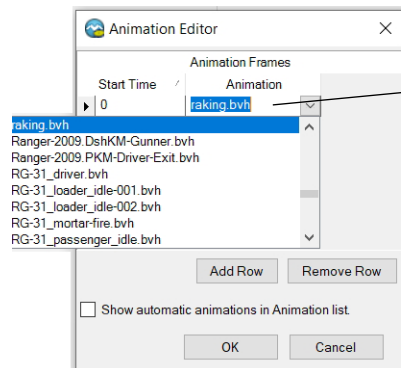 Animation Editor
Animation Frames
Start Time Animation
0 raking.bvh
raking.bvh
Ranger-2009.DshKM-Gunner.bvh
Ranger-2009.PKM-Driver-Exit.bvh
RG-31_driver.bvh
RG-31_loader_idle-001.bvh
RG-31_loader_idle-002.bvh
RG-31_mortar-fire.bvh
RG-31_passenger_idle.bvh
Add Row Remove Row
Show automatic animations in Animation list.
OK Cancel